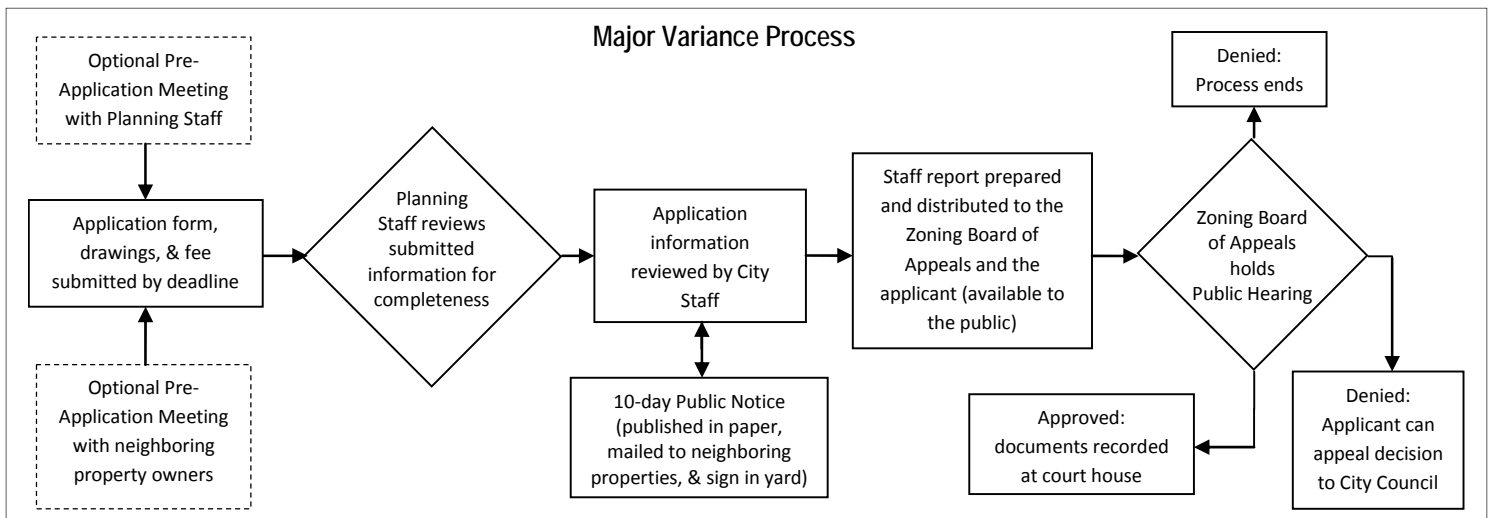 Major Variance Process
Optional Pre-
Application Meeting
with Planning Staff
Application form,
drawings, & fee
submitted by deadline
Optional Pre-
Application Meeting
with neighboring
property owners
Planning
Staff reviews
submitted
information for
completeness
Application
information
reviewed by City
Staff
10-day Public Notice
(published in paper,
mailed to neighboring
properties, & sign in yard)
Staff report prepared
and distributed to the
Zoning Board of
Appeals and the
applicant (available to
the public)
Zoning Board
of Appeals
holds
Public Hearing
Denied:
Process ends
Approved:
documents recorded
at court house
Denied:
Applicant can
appeal decision
to City Council